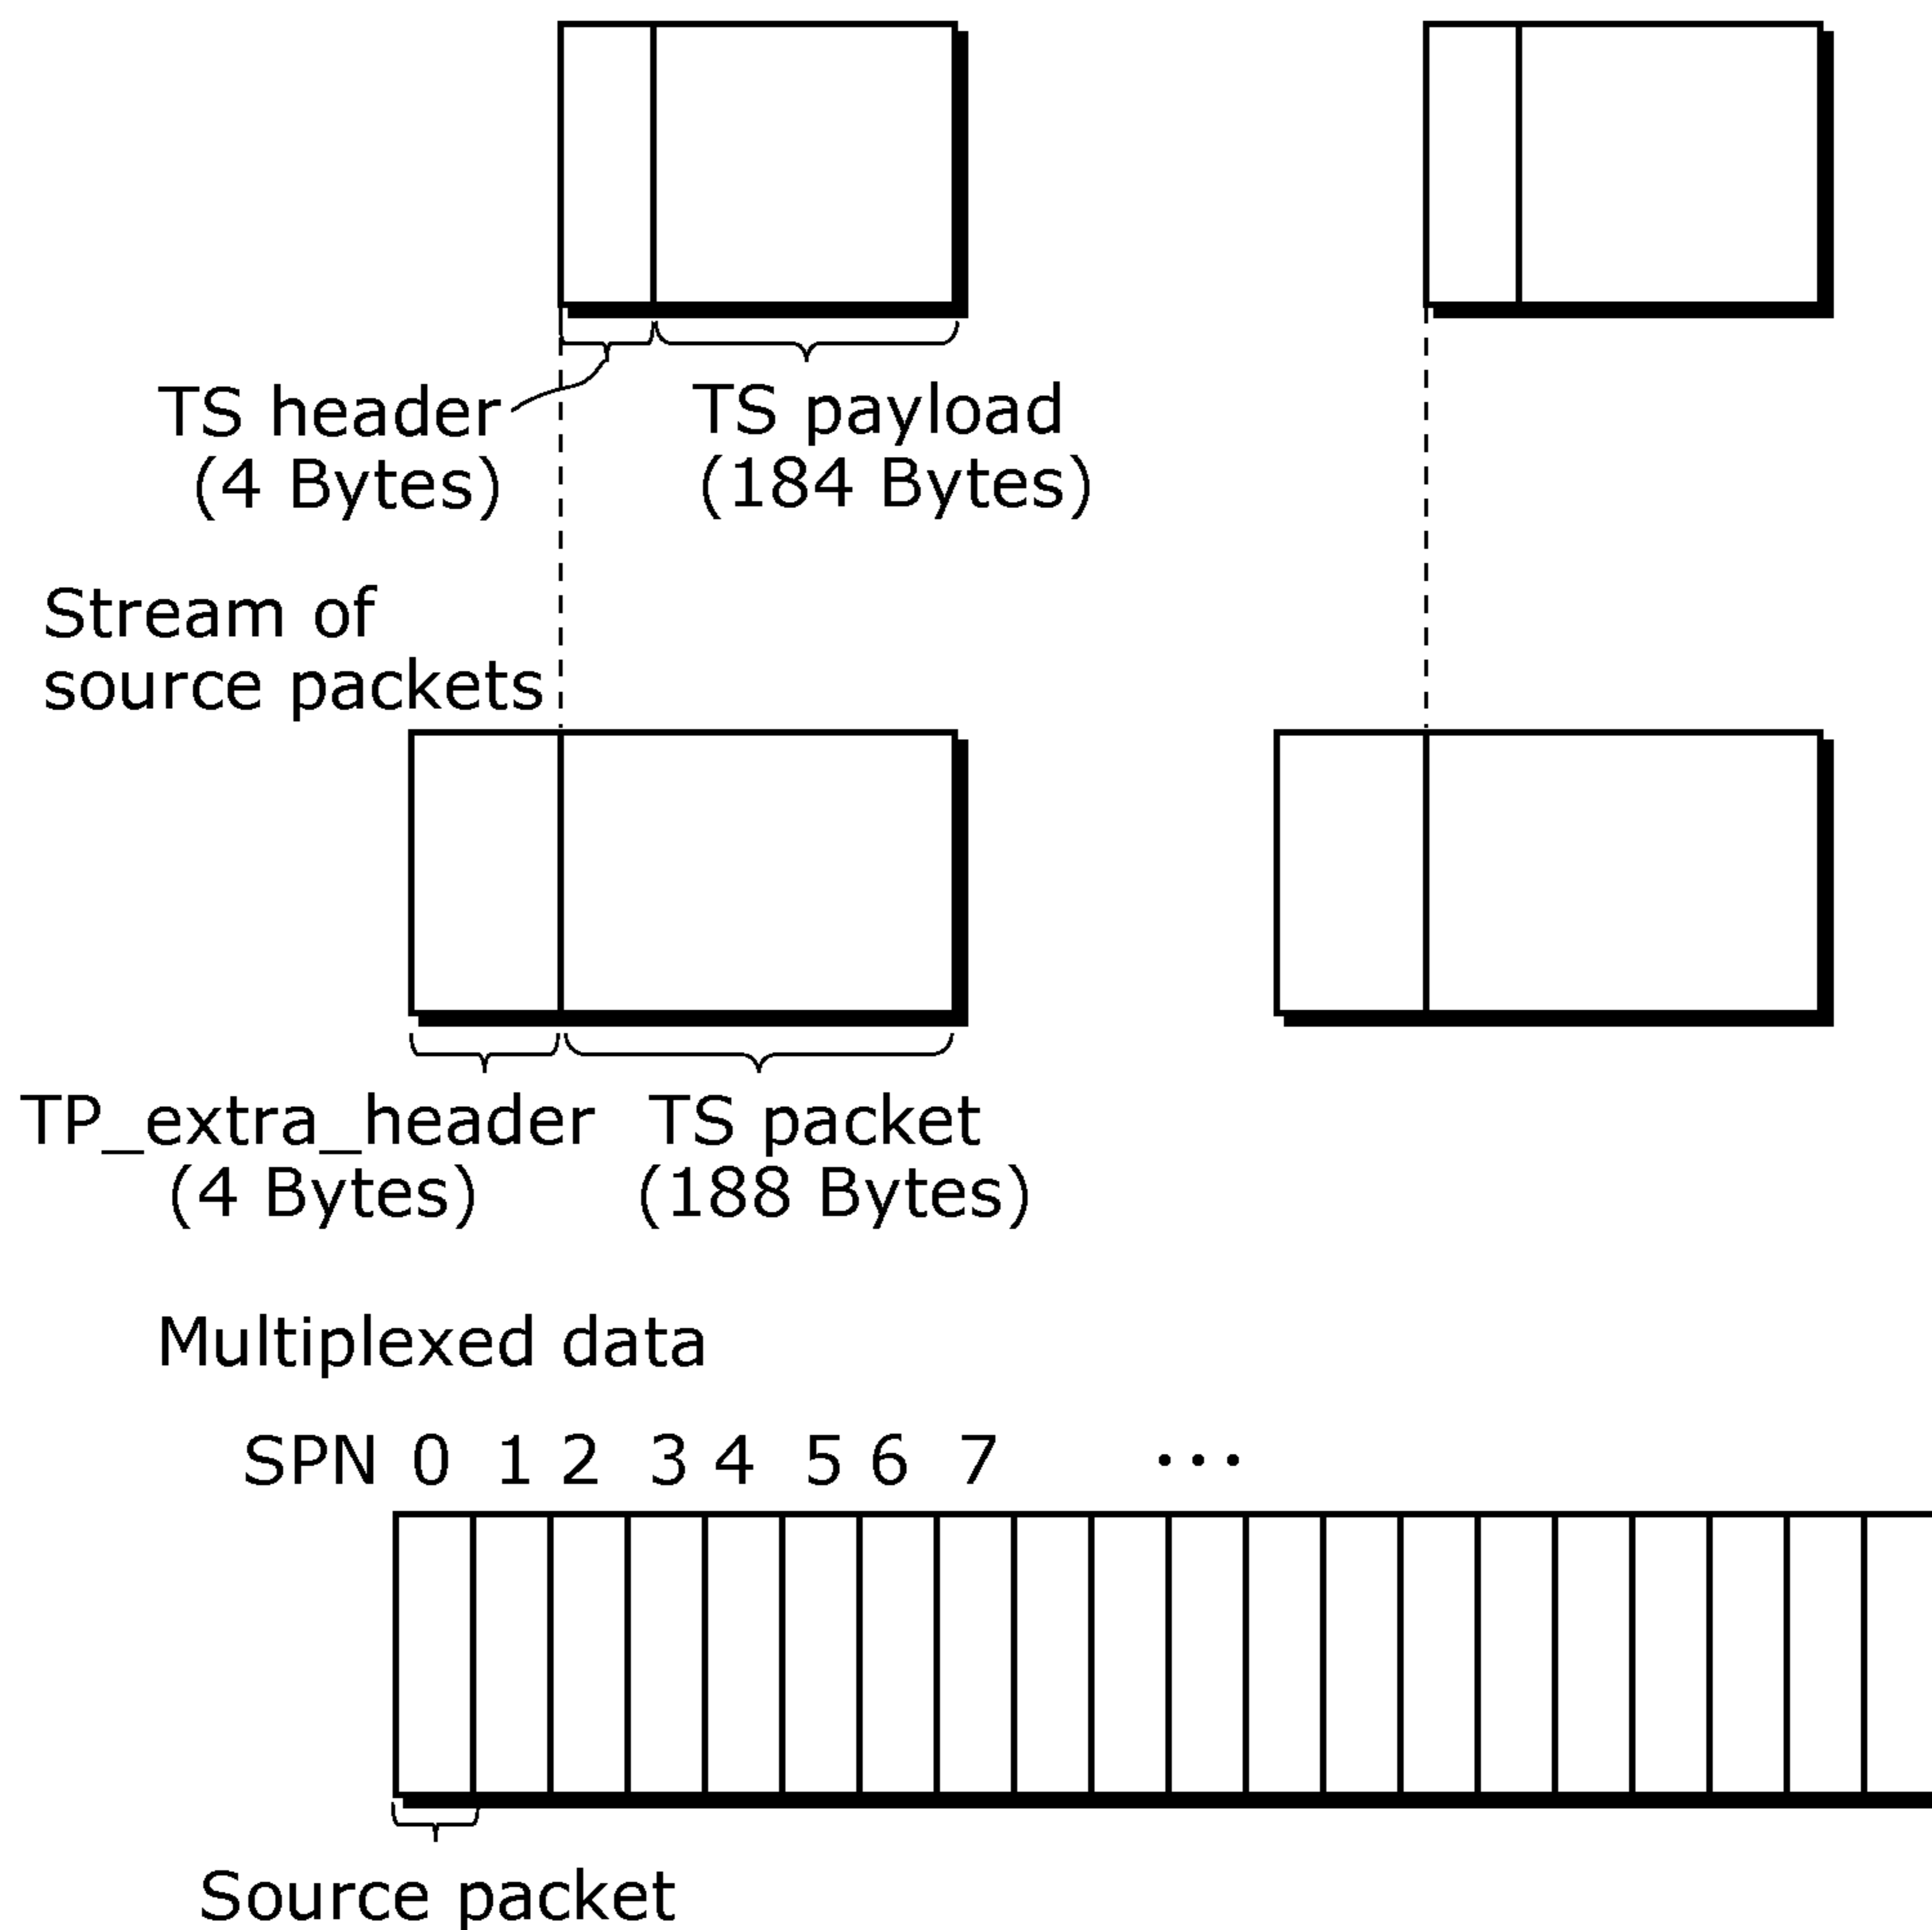 TS header
(4 Bytes)
TS payload
(184 Bytes)
Stream of
source packets
TP_extra_header
(4 Bytes)
TS packet
(188 Bytes)
Multiplexed data
SPN 0 1 2 3 4 5 6 7 ...
Source packet